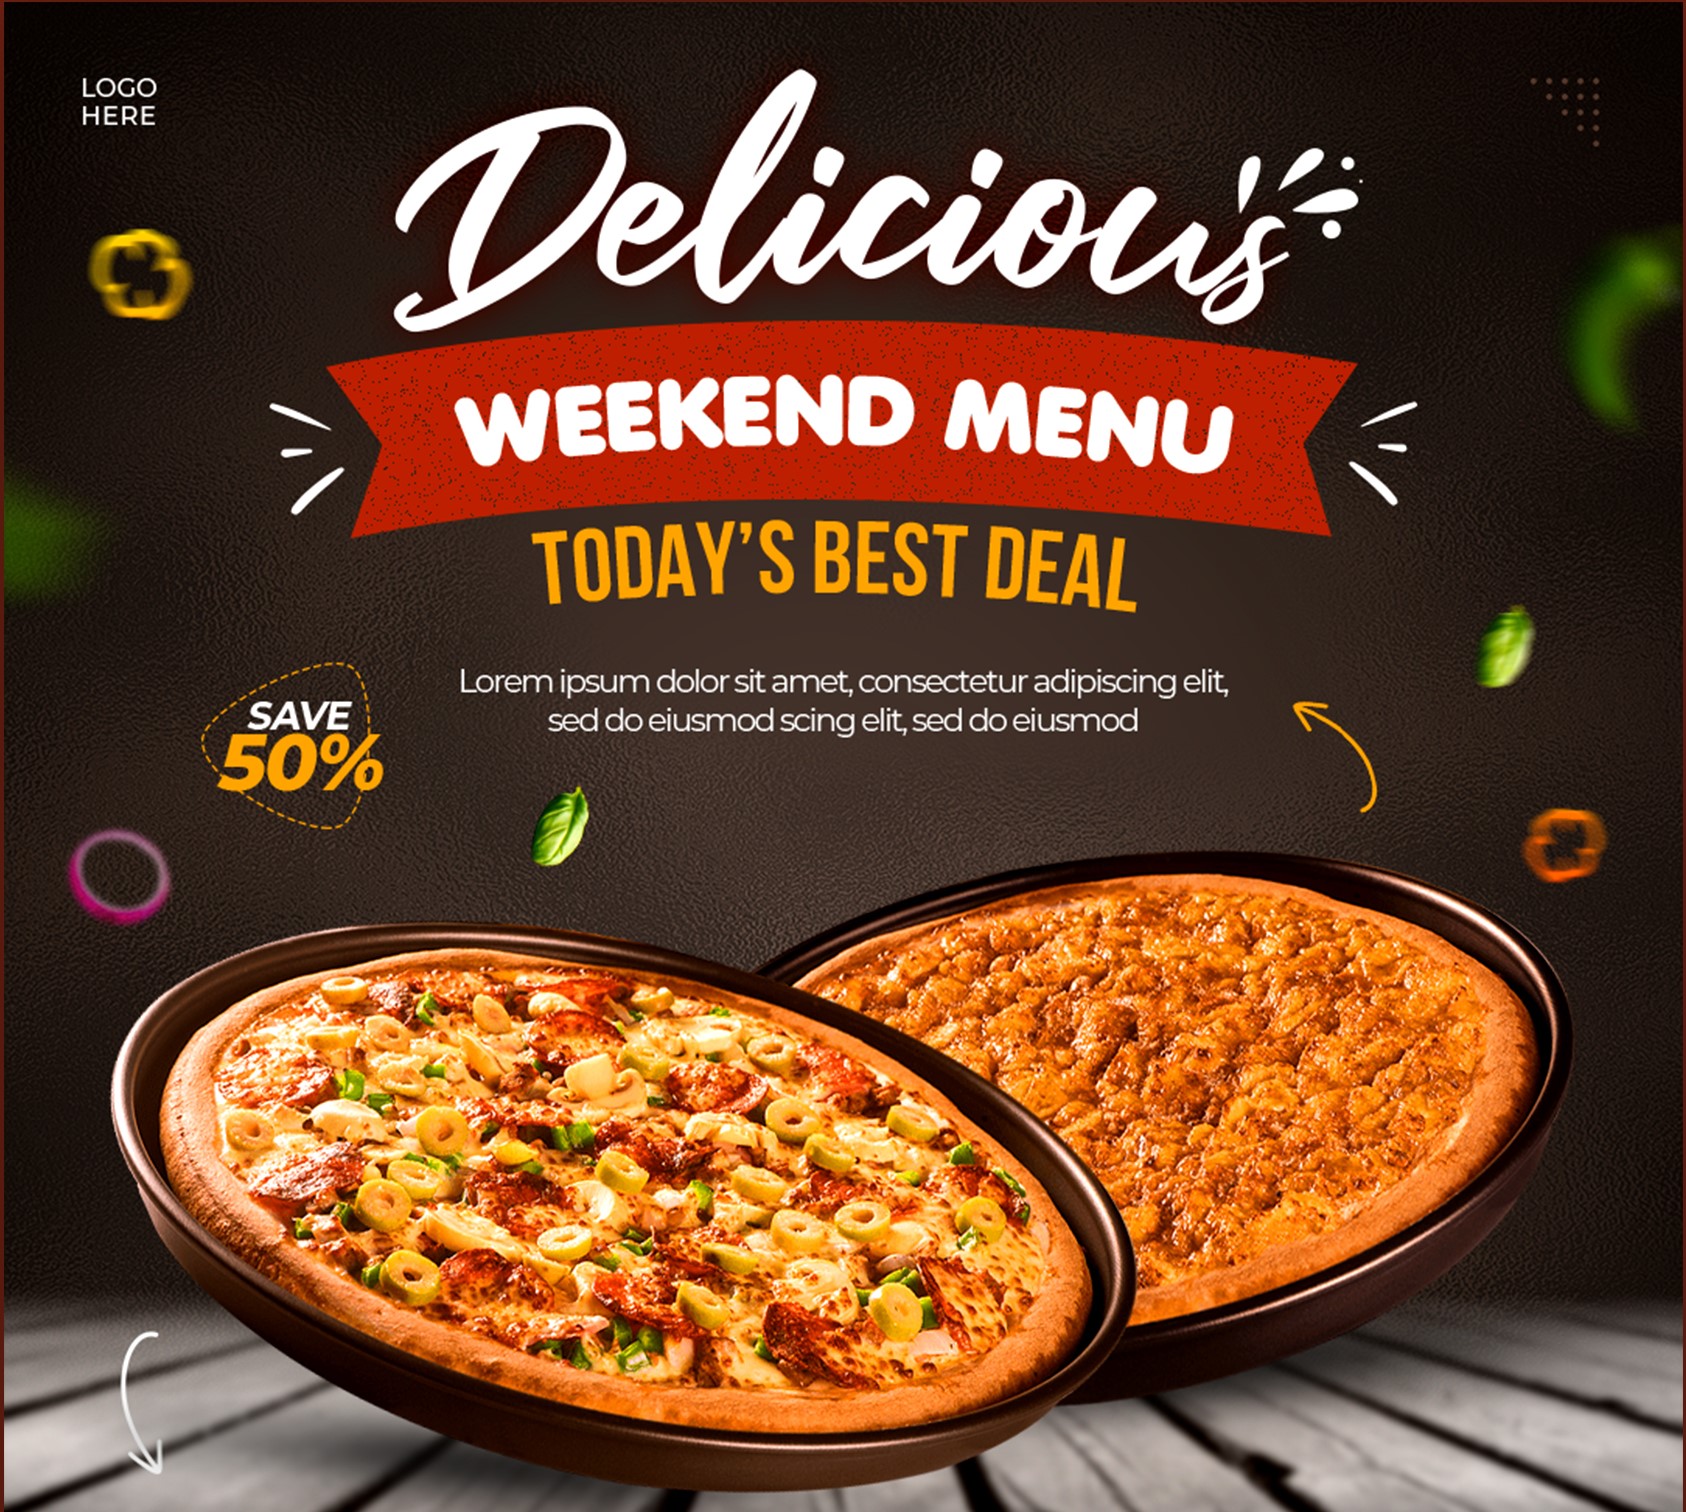 LOGO
HERE
Delicious
WEEKEND MENU
TODAY'S BEST DEAL
Lorem ipsum dolor sit amet, consectetur adipiscing elit,
sed do eiusmod scing elit, sed do eiusmod
SAVE
50%